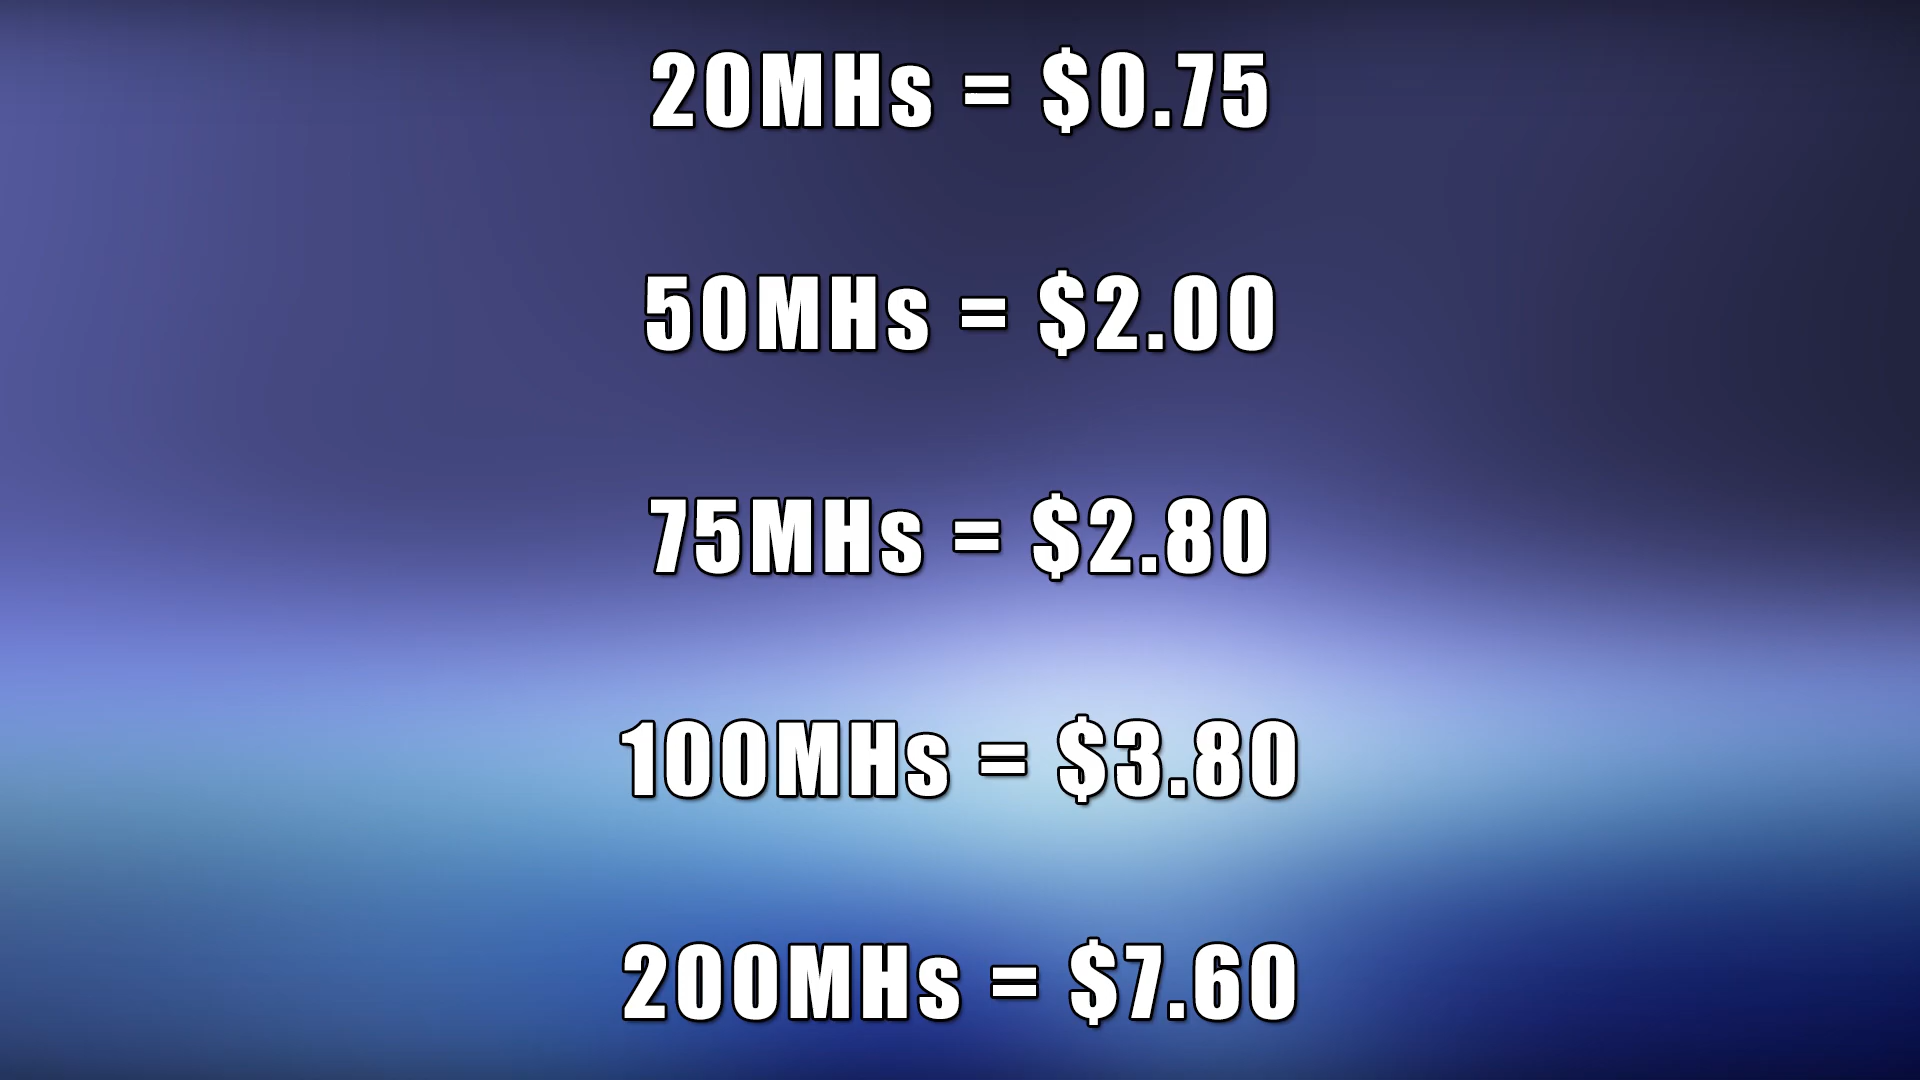 20MHs = $0.75
50MHs = $2.00
75MHs = $2.80
100MHs = $3.80
200MHs = $7.60